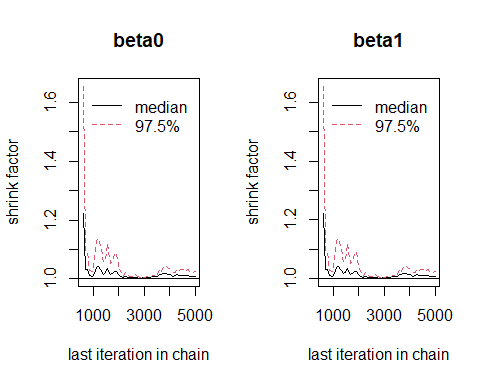 beta0
shrink factor
1.0
1.2
1.4
1.6
median
97.5%
1000
3000
5000
last iteration in chain
beta1
shrink factor
1.0
1.2
1.4
1.6
median
97.5%
1000
3000
5000
last iteration in chain